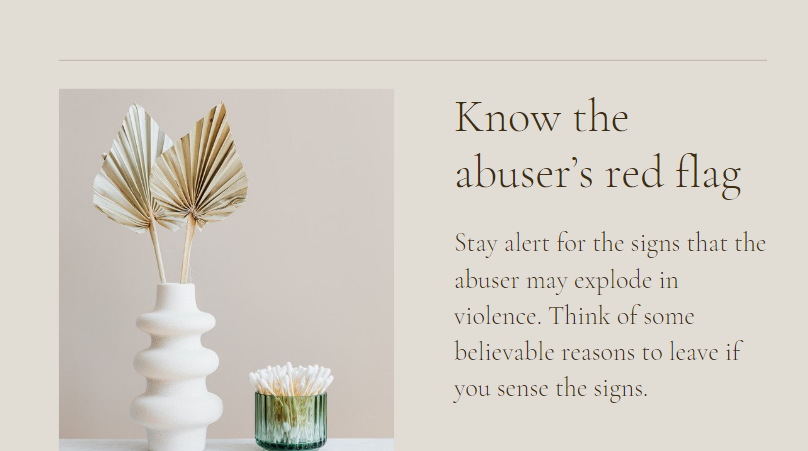 Know the
abuser’s red flag
Stay alert for the signs that the
abuser may explode in
violence. Think of some
believable reasons to leave if
you sense the signs.